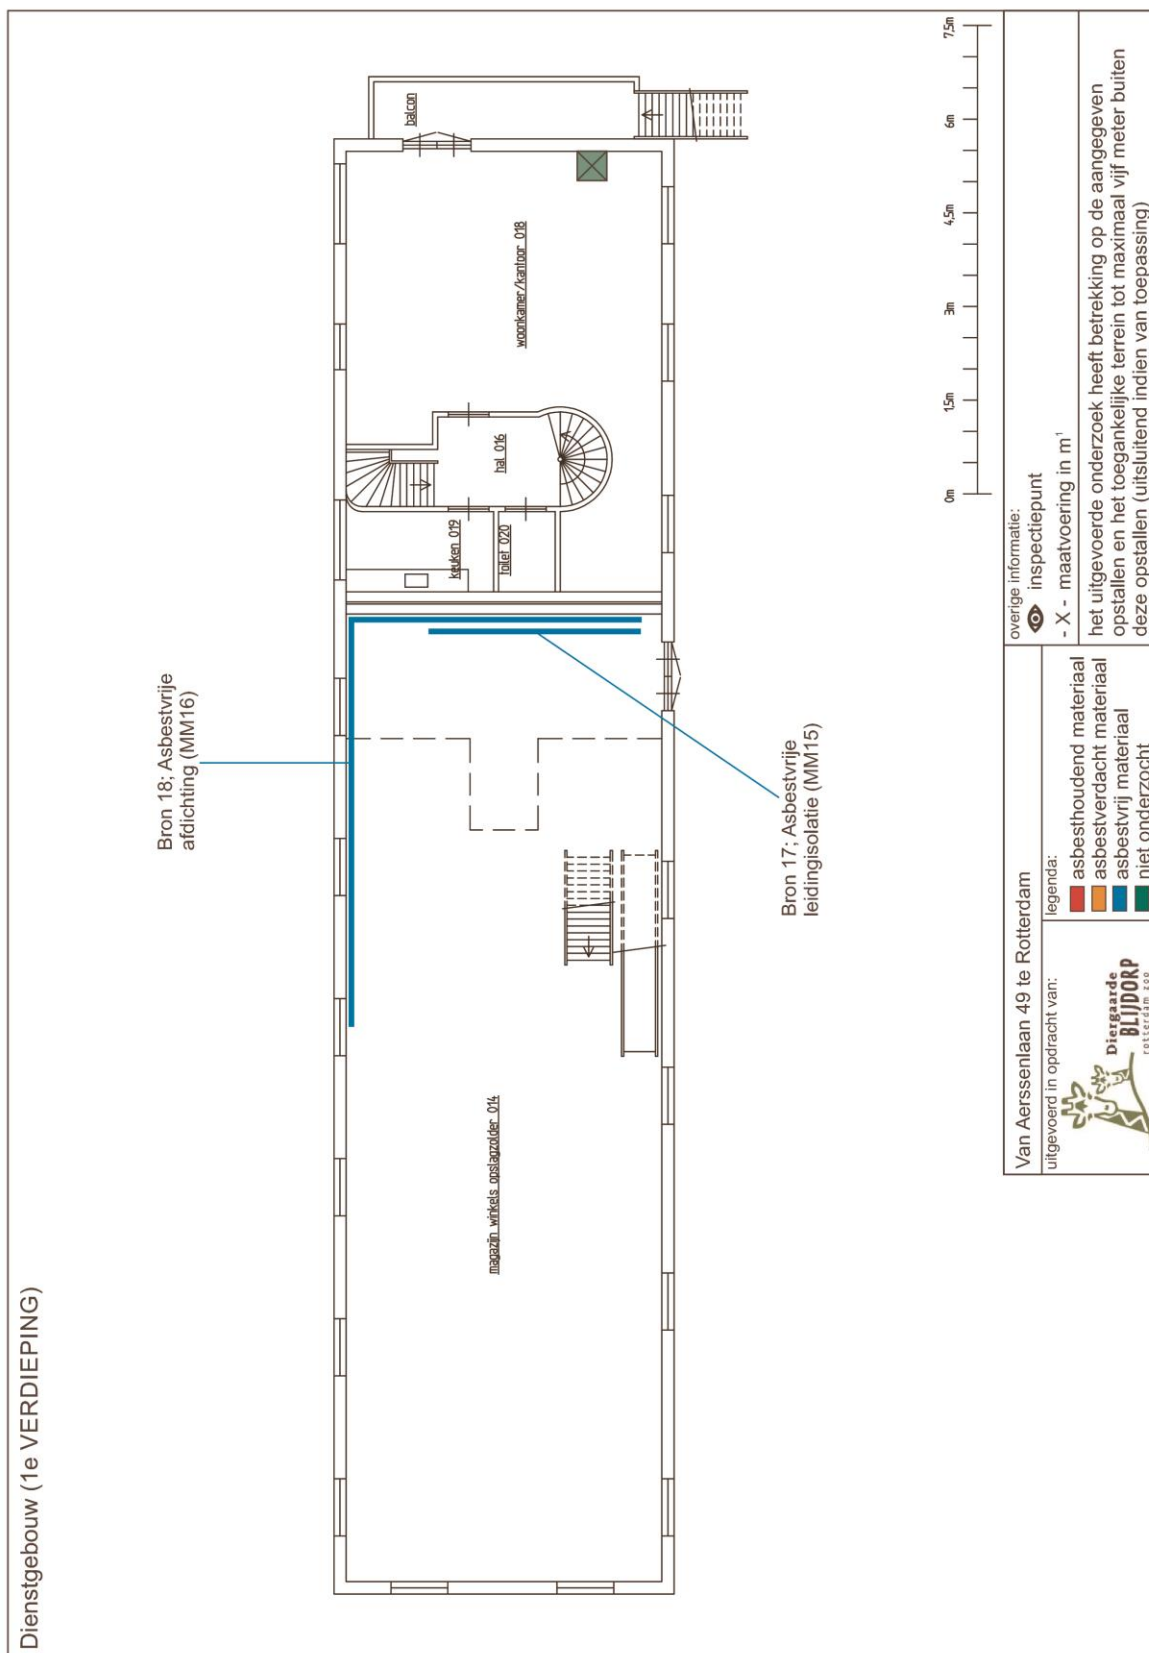 Dienstgebouw (1e VERDIEPING)
Bron 18; Asbestvrije
afdichting (MM16)
balcon
woonkamer/kantoor 018
hal 016
keuken 019
toilet 020
magazijn winkels opslagzolder 014
Bron 17; Asbestvrije
leidingisolatie (MM15)
0m
1,5m
3m
4,5m
6m
7,5m
Van Aerssenlaan 49 te Rotterdam
uitgevoerd in opdracht van:
Diergaarde
BLIJDORP
rotterdam zoo
legenda:
asbesthoudend materiaal
asbestverdacht materiaal
asbestvrij materiaal
niet onderzocht
overige informatie:
inspectiepunt
- X - maatvoering in m¹
het uitgevoerde onderzoek heeft betrekking op de aangegeven
opstallen en het toegankelijke terrein tot maximaal vijf meter buiten
deze opstallen (uitsluitend indien van toepassing)